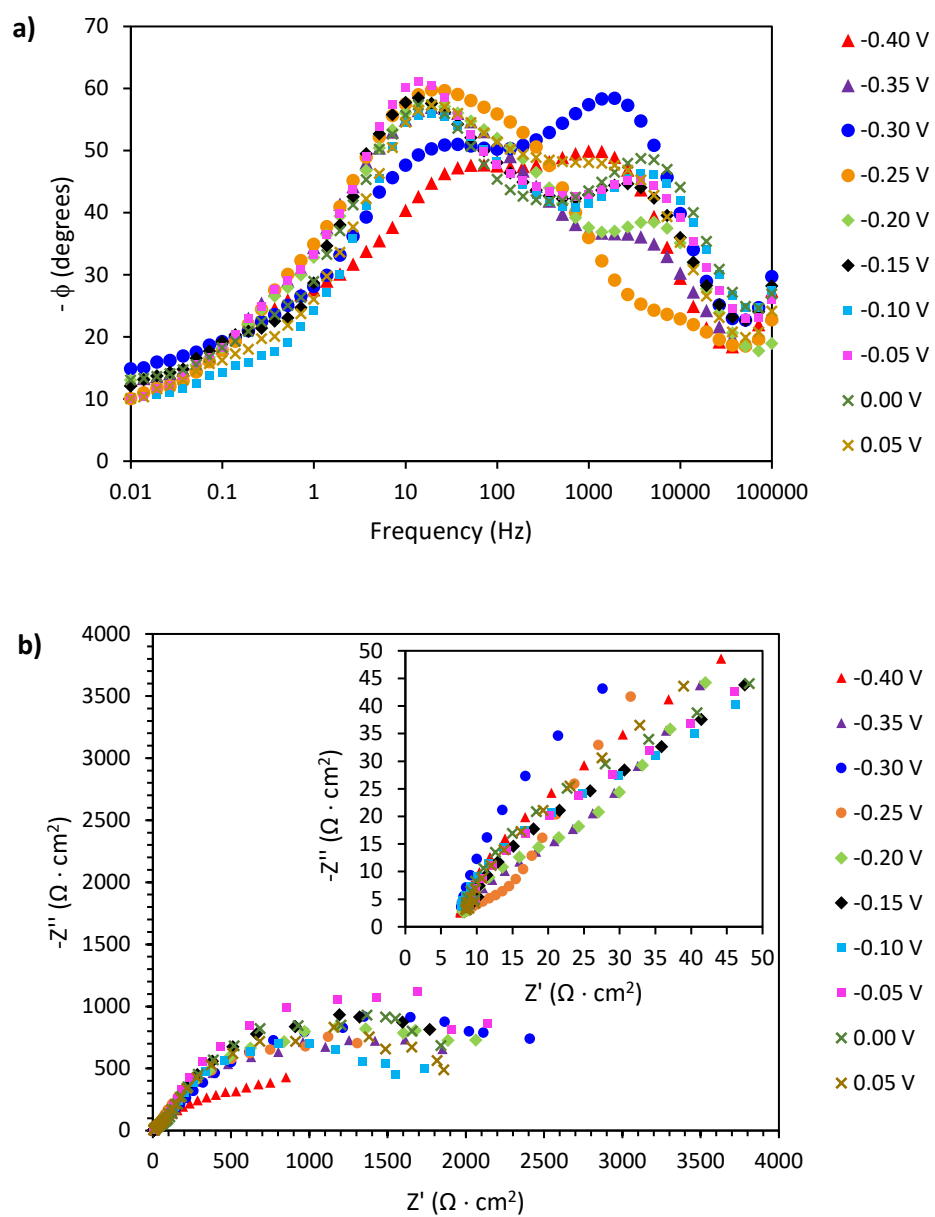 a)
70
60
50
40
30
20
10
0
- ϕ (degrees)
0.01 0.1 1 10 100 1000 10000 100000
Frequency (Hz)
-0.40 V
-0.35 V
-0.30 V
-0.25 V
-0.20 V
-0.15 V
-0.10 V
-0.05 V
0.00 V
0.05 V
b)
4000
3500
3000
2500
2000
1500
1000
500
0
-Z'' (Ω · cm²)
0 500 1000 1500 2000 2500 3000 3500 4000
Z' (Ω · cm²)
50
45
40
35
30
25
20
15
10
5
0
-Z'' (Ω · cm2)
0 5 10 15 20 25 30 35 40 45 50
Z' (Ω · cm²)
-0.40 V
-0.35 V
-0.30 V
-0.25 V
-0.20 V
-0.15 V
-0.10 V
-0.05 V
0.00 V
0.05 V